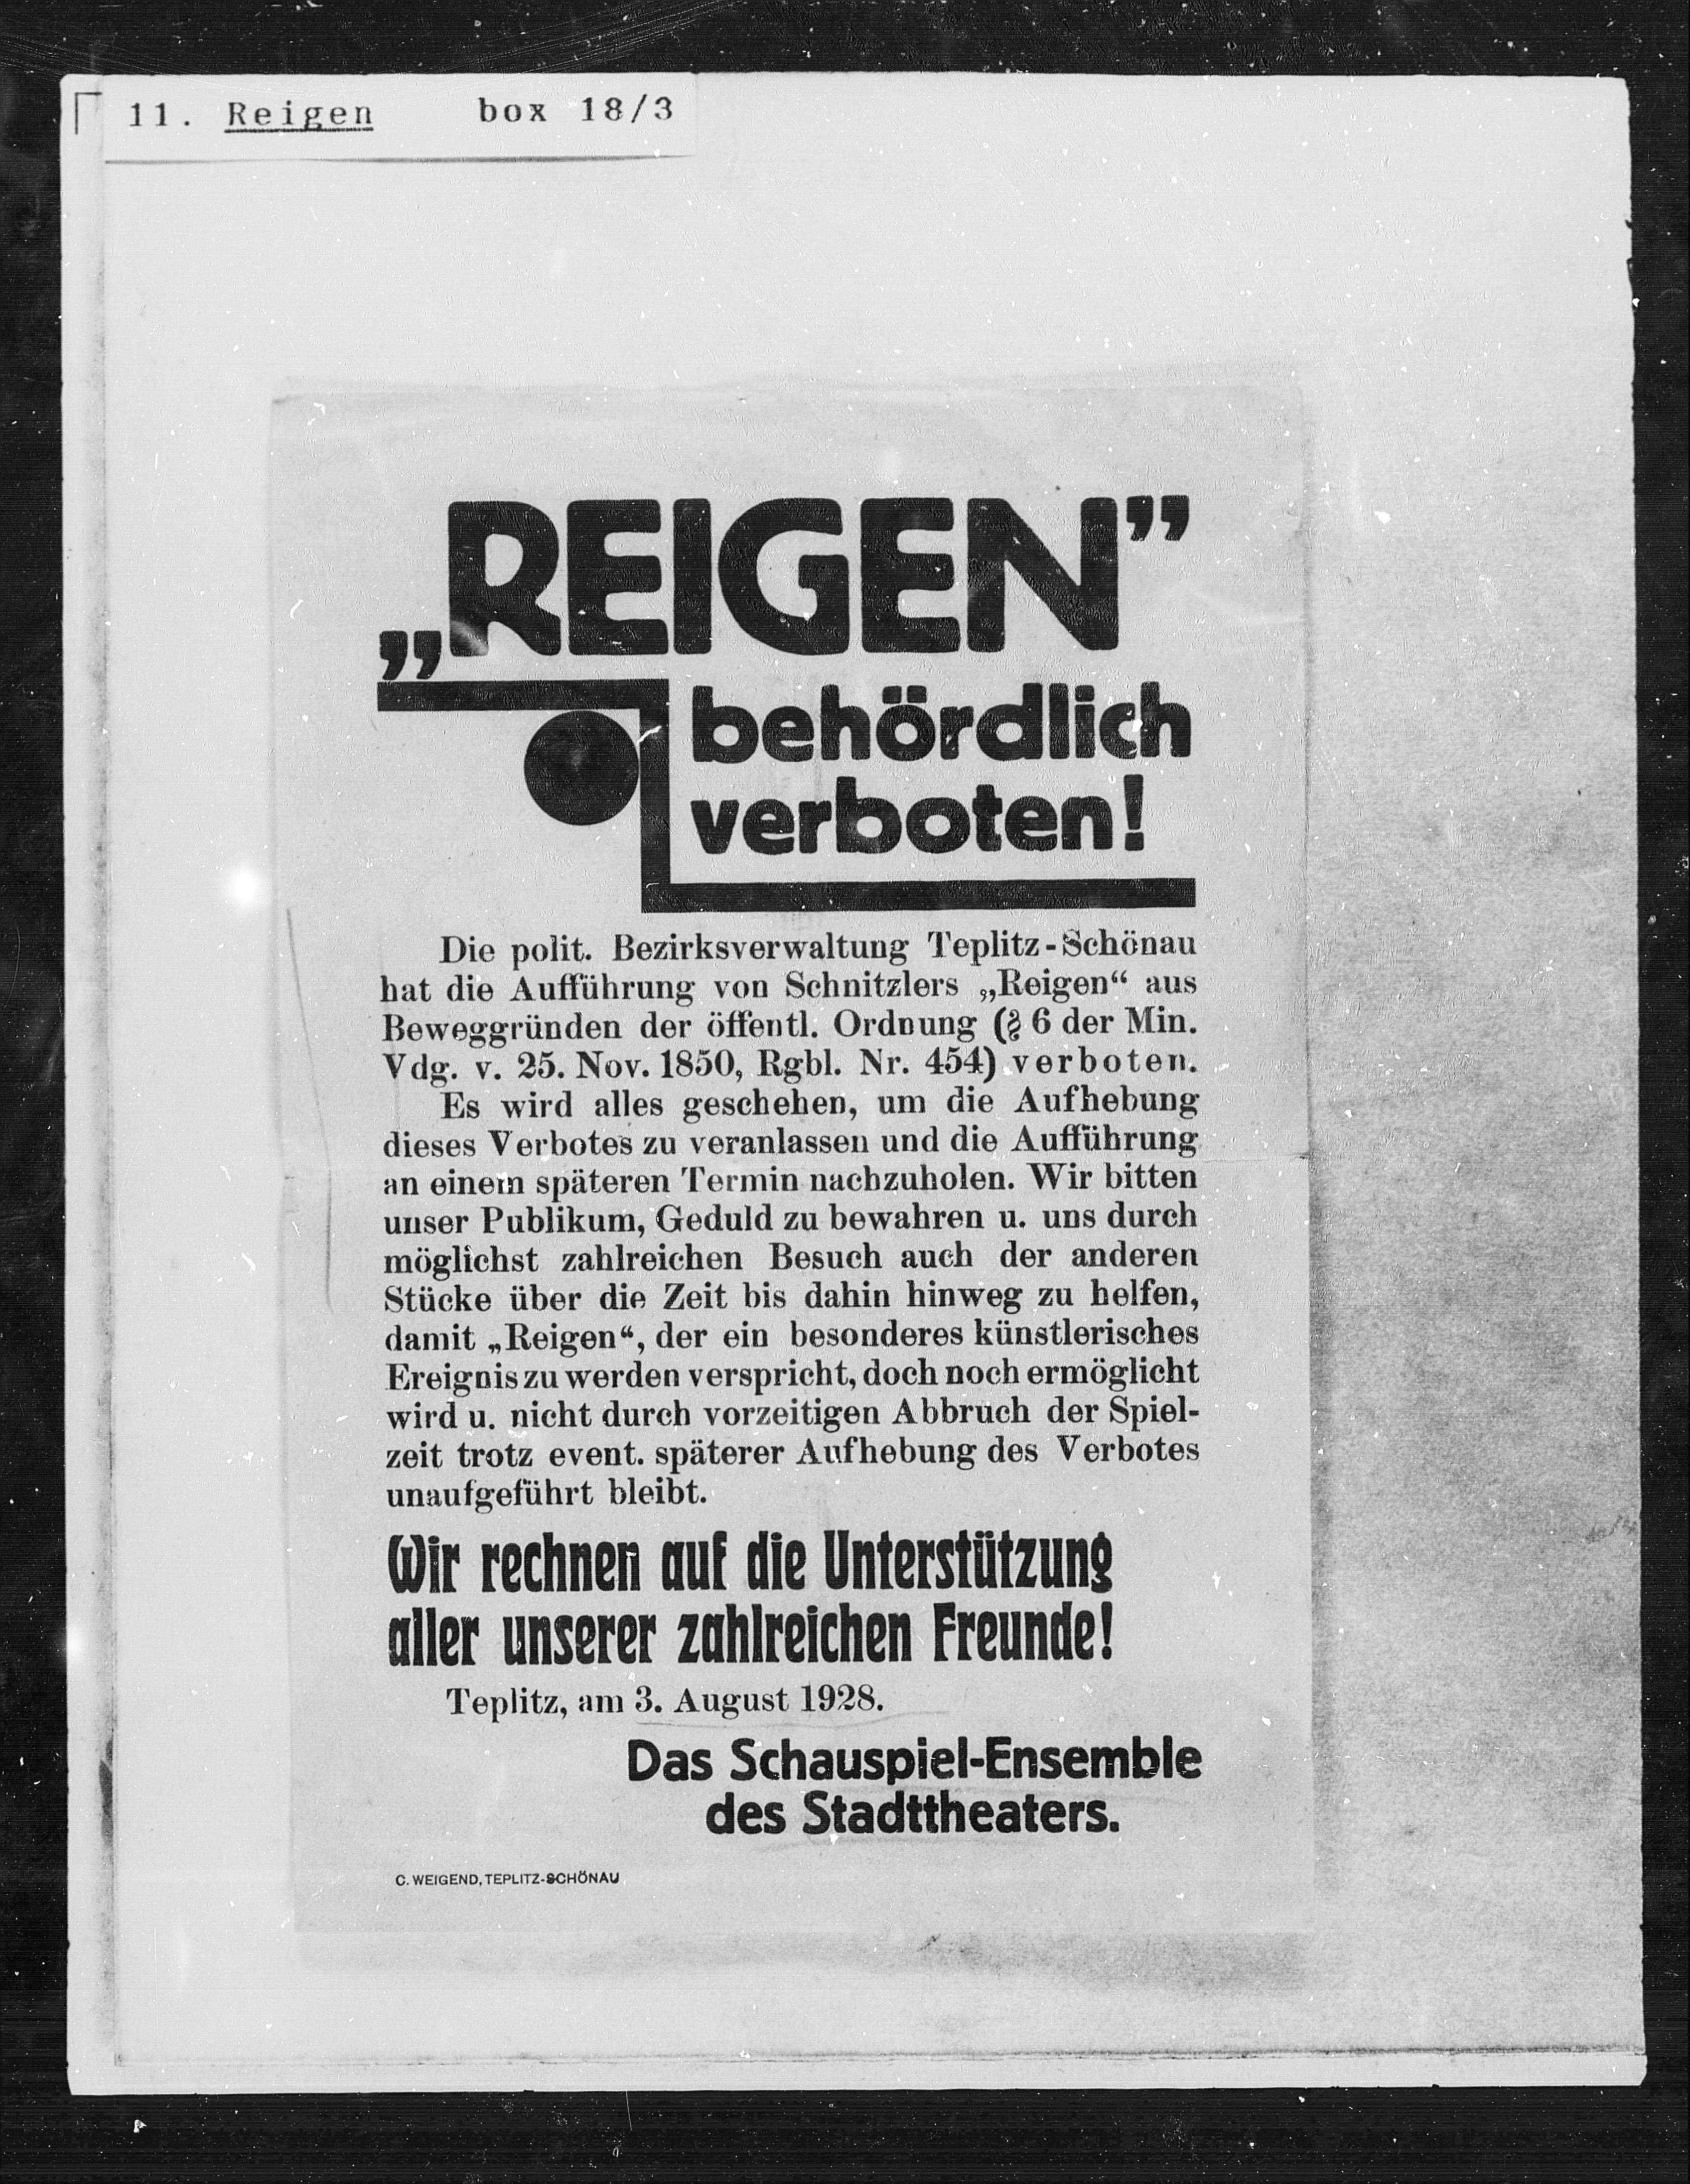 11. Reigen box 18/3
„REIGEN”
behördlich
verboten!
Die polit. Bezirksverwaltung Teplitz-Schönau
hat die Aufführung von Schnitzlers „Reigen“ aus
Beweggründen der öffentl. Ordnung (§ 6 der Min.
Vdg. v. 25. Nov. 1850, Rgbl. Nr. 454) verboten.
Es wird alles geschehen, um die Aufhebung
dieses Verbotes zu veranlassen und die Aufführung
an einem späteren Termin nachzuholen. Wir bitten
unser Publikum, Geduld zu bewahren u. uns durch
möglichst zahlreichen Besuch auch der anderen
Stücke über die Zeit bis dahin hinweg zu helfen,
damit „Reigen“, der ein besonderes künstlerisches
Ereignis zu werden verspricht, doch noch ermöglicht
wird u. nicht durch vorzeitigen Abbruch der Spiel-
zeit trotz event. späterer Aufhebung des Verbotes
unaufgeführt bleibt.
Wir rechnen auf die Unterstützung
aller unserer zahlreichen Freunde!
Teplitz, am 3. August 1928.
Das Schauspiel-Ensemble
des Stadttheaters.
C. WEIGEND, TEPLITZ-SCHÖNAU